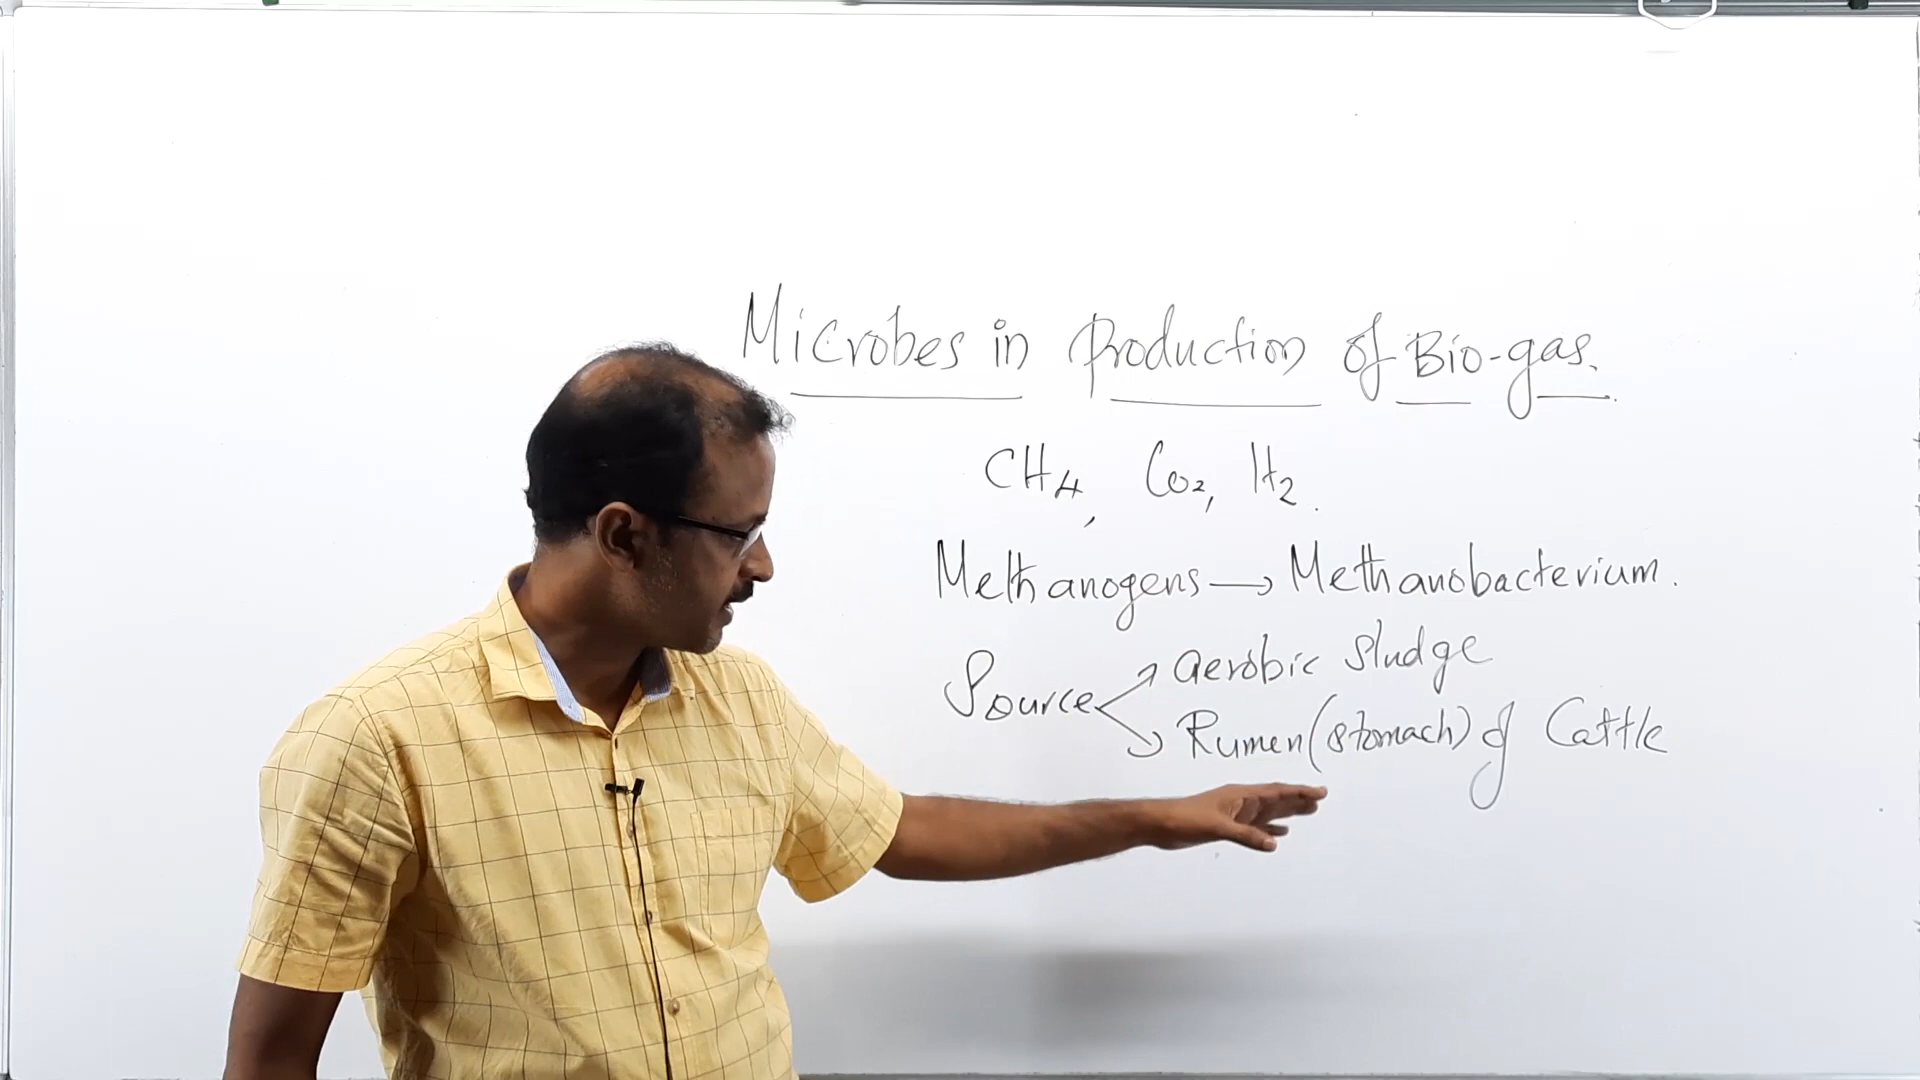 Microbes in Production of Bio-gas.
CH4, Co2, H2.
Methanogens → Methanobacterium.
aerobic sludge
Source
Rumen (stomach) of Cattle